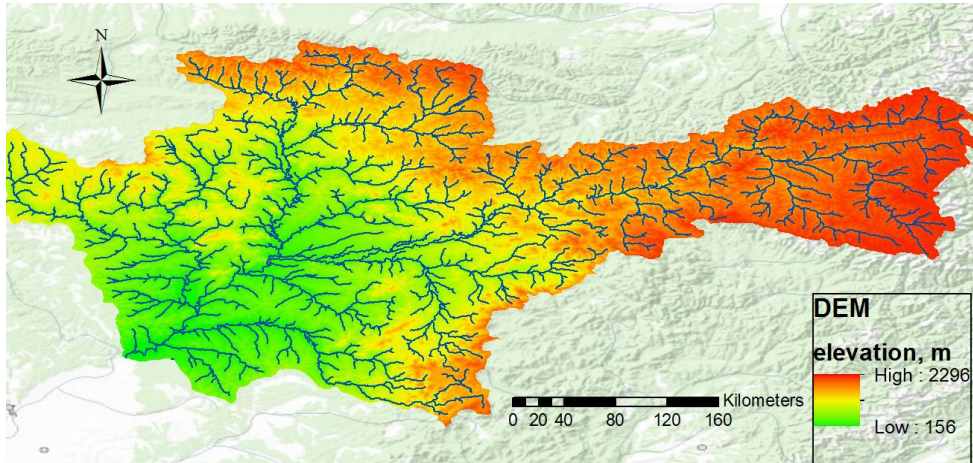 N
DEM
elevation, m
High : 2296
Low : 156
Kilometers
0 20 40 80 120 160